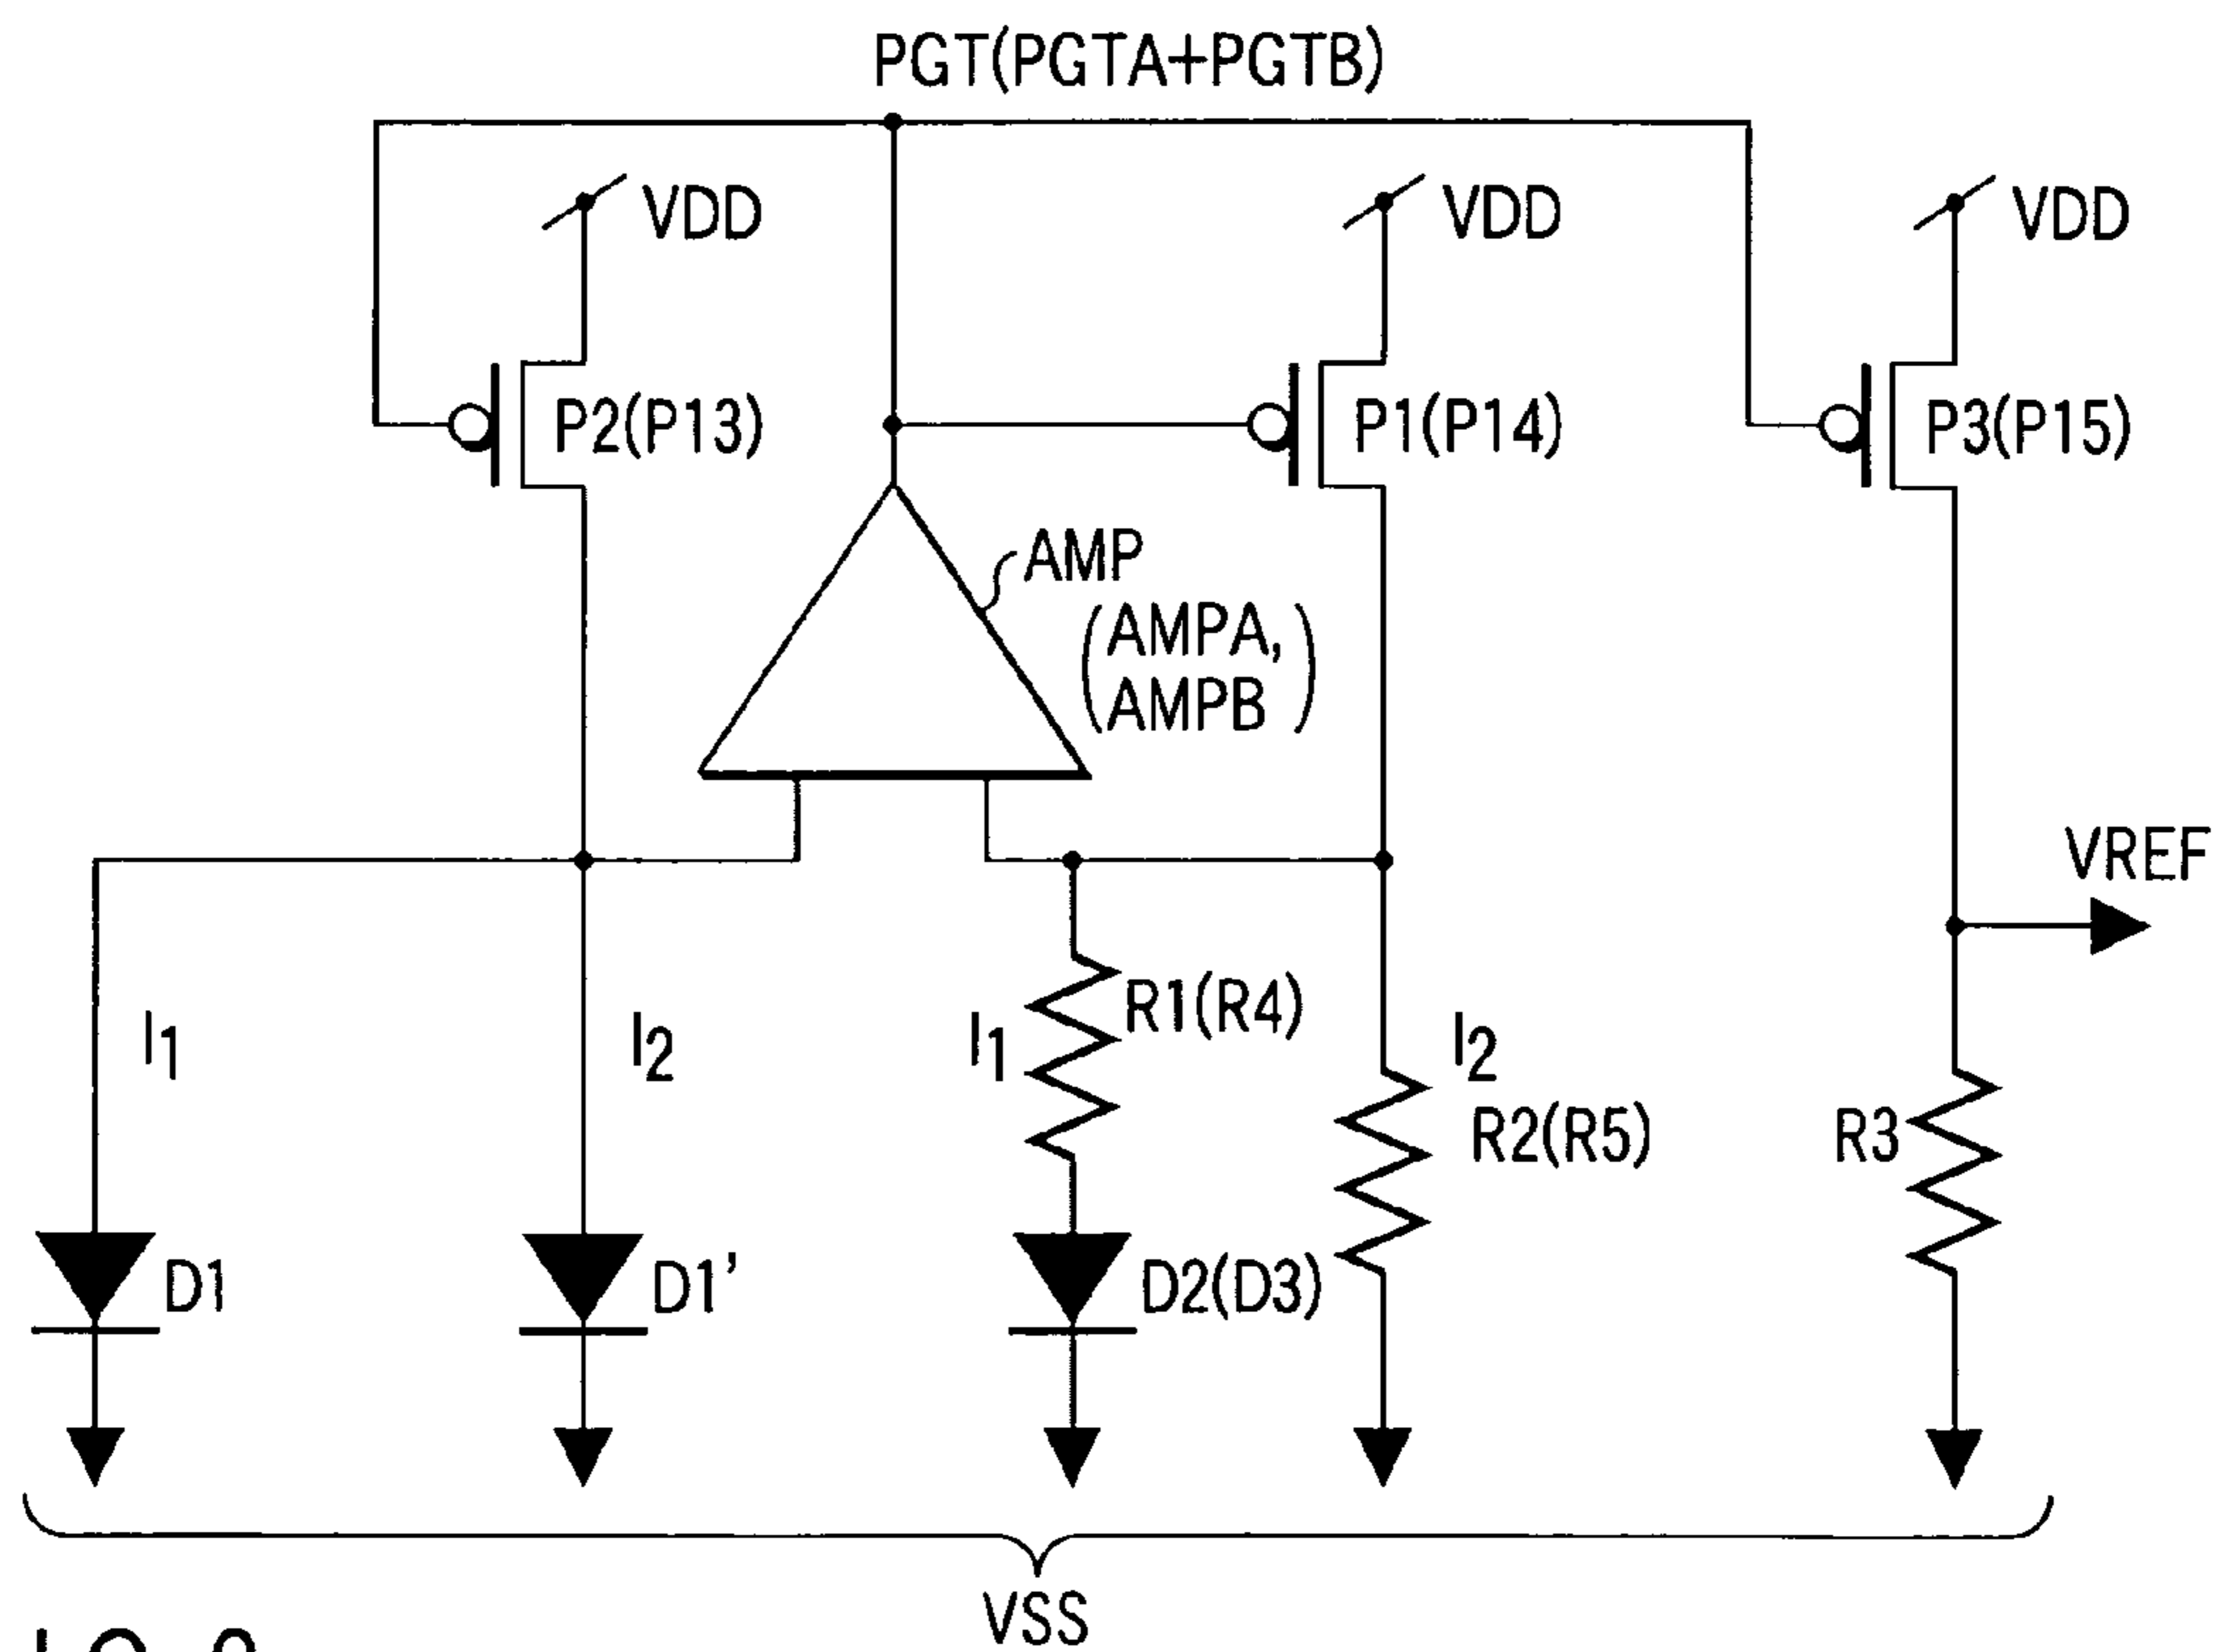 PGT(PGTA+PGTB)
VDD
VDD
VDD
P2(P13)
P1(P14)
P3(P15)
AMP
(AMPA,
AMPB)
VREF
I1
I2
I1
R1(R4)
I2
R2(R5)
R3
D1
D1'
D2(D3)
VSS